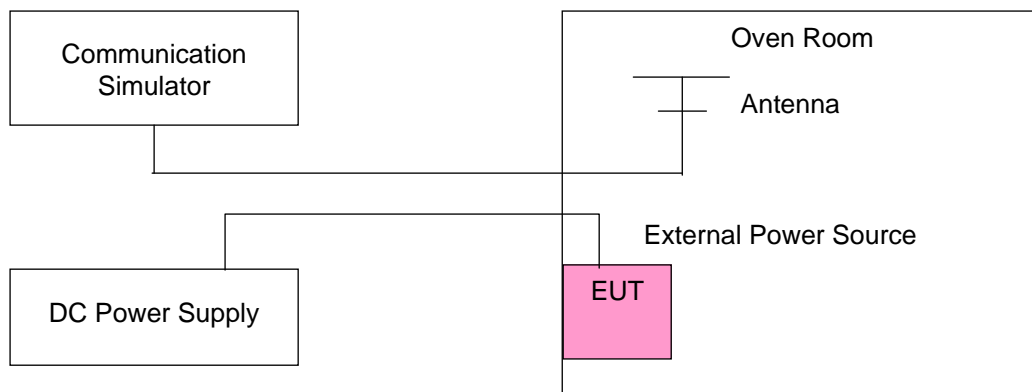 Communication
Simulator
Oven Room
Antenna
External Power Source
EUT
DC Power Supply